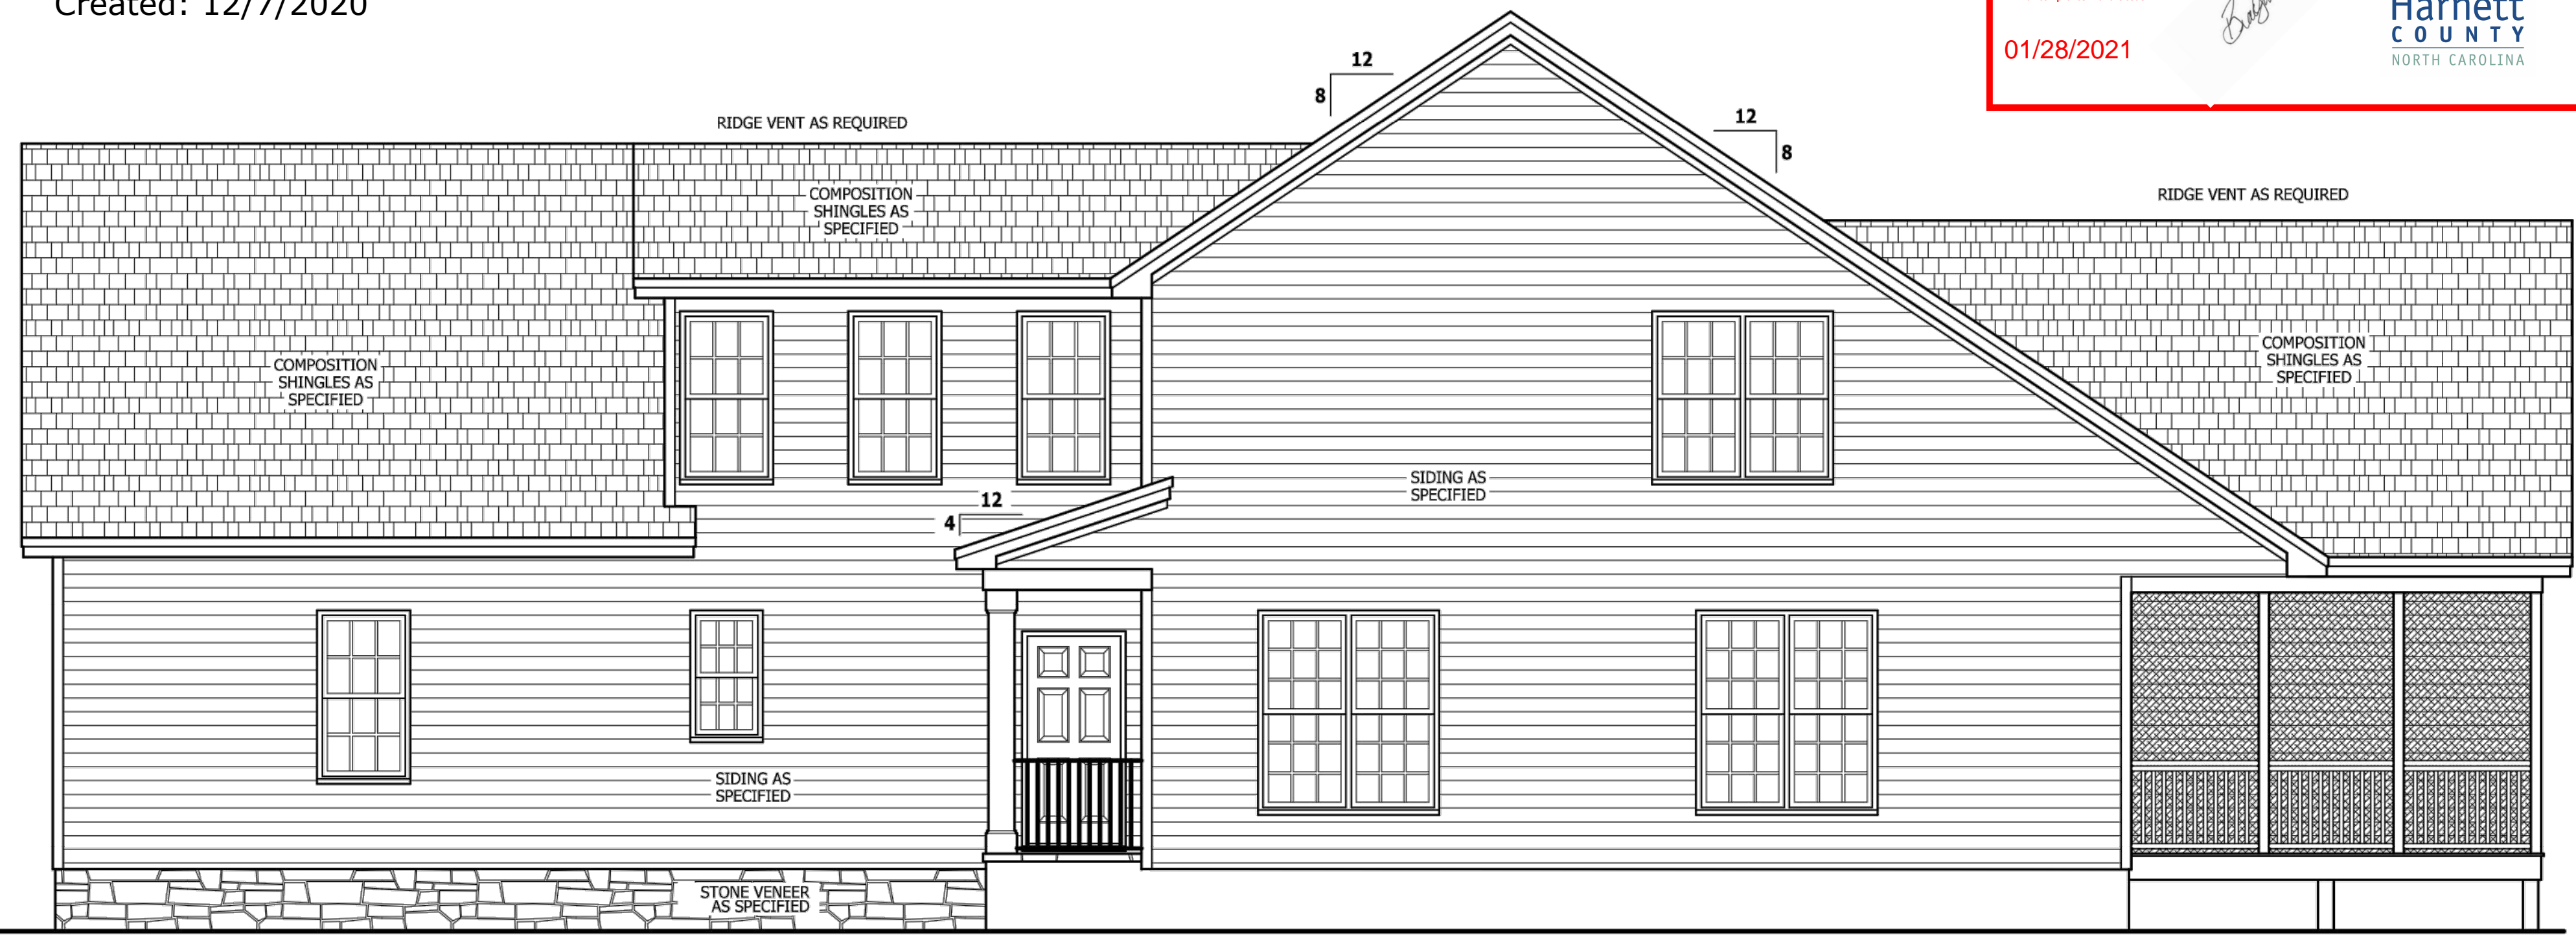 Created: 12/7/2020
Harnett
COUNTY
NORTH CAROLINA
01/28/2021
12
8
12
8
RIDGE VENT AS REQUIRED
RIDGE VENT AS REQUIRED
COMPOSITION
SHINGLES AS
SPECIFIED
COMPOSITION
SHINGLES AS
SPECIFIED
COMPOSITION
SHINGLES AS
SPECIFIED
SIDING AS
SPECIFIED
12
4
SIDING AS
SPECIFIED
STONE VENEER
AS SPECIFIED